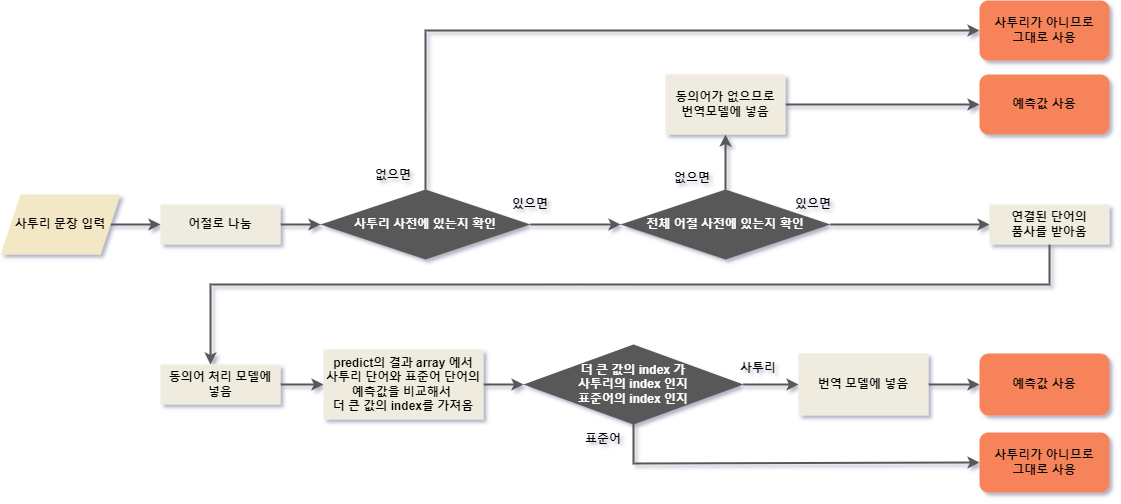 사투리가 아니므로
그대로 사용
동의어가 없으므로
번역모델에 넣음
예측값 사용
없으면
없으면
사투리 문장 입력
어절로 나눔
사투리 사전에 있는지 확인
있으면
전체 어절 사전에 있는지 확인
있으면
연결된 단어의
품사를 받아옴
동의어 처리 모델에
넣음
predict의 결과 array 에서
사투리 단어와 표준어 단어의
예측값을 비교해서
더 큰 값의 index를 가져옴
더 큰 값의 index 가
사투리의 index 인지
표준어의 index 인지
사투리
번역 모델에 넣음
예측값 사용
표준어
사투리가 아니므로
그대로 사용